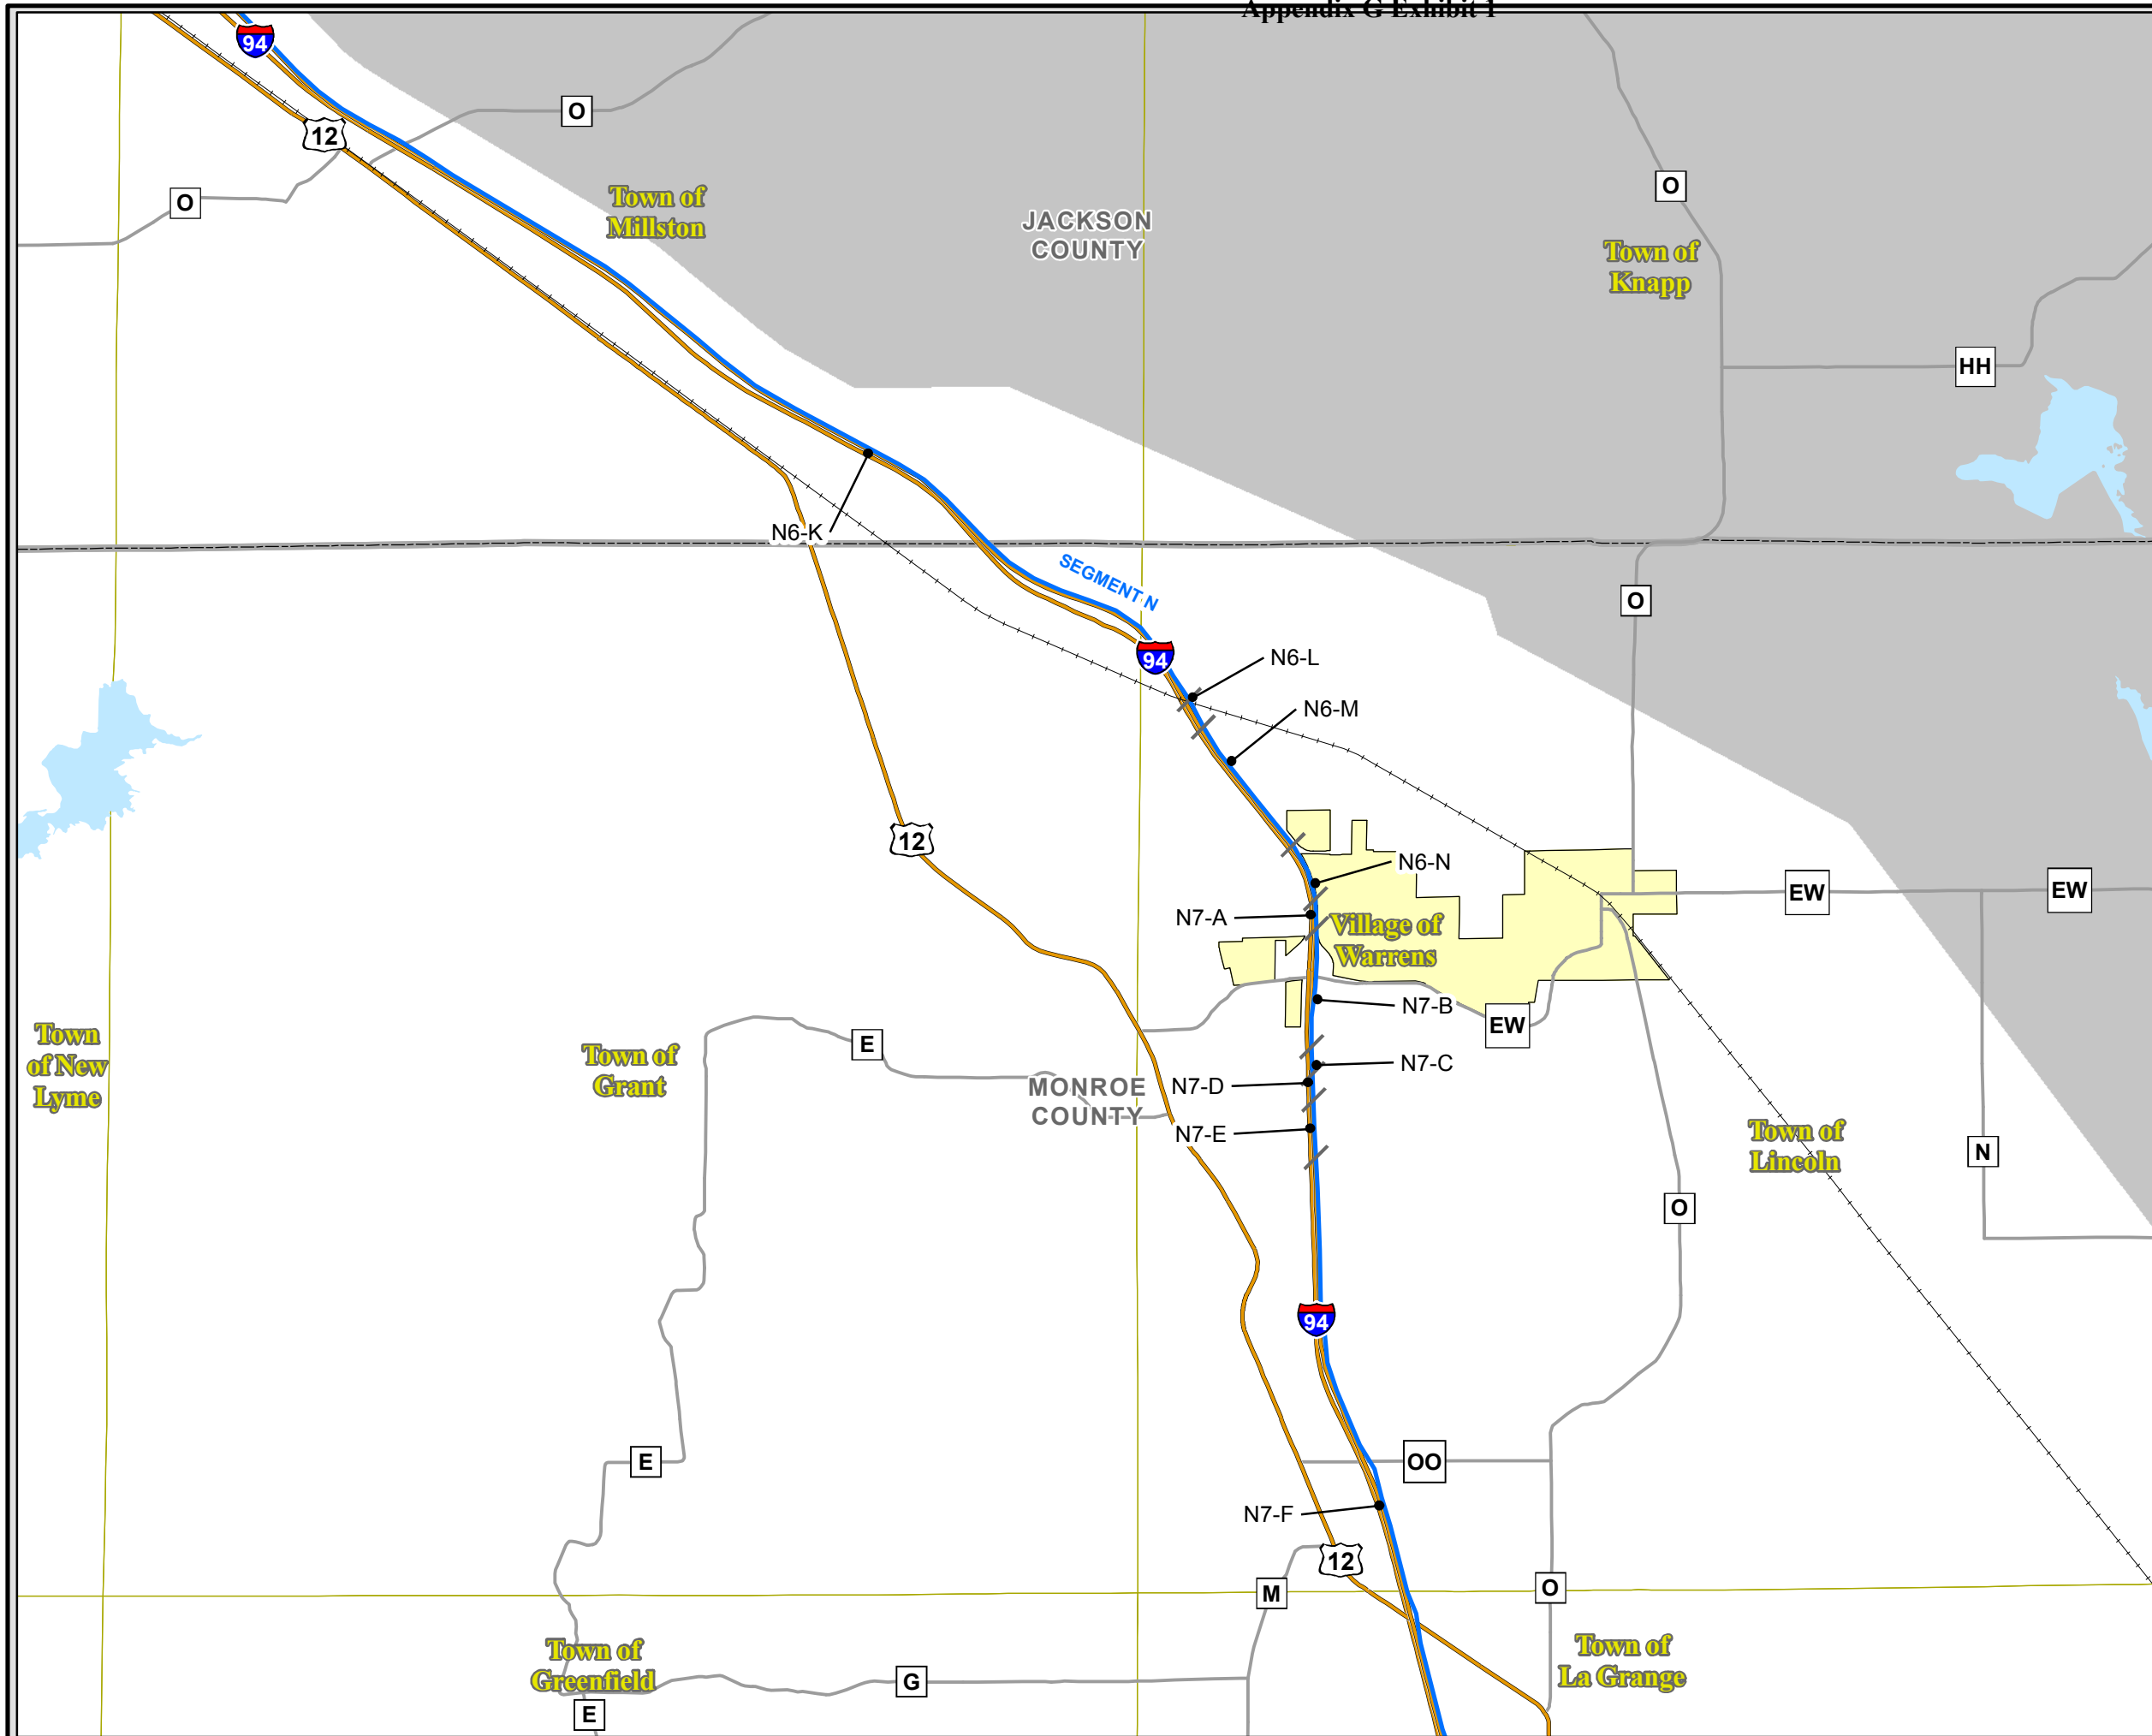 Appendix G Exhibit 1
94
O
12
O
O
Town of
Millston
JACKSON
COUNTY
Town of
Knapp
HH
N6-K
SEGMENT N
O
94
N6-L
N6-M
12
N6-N
EW
EW
N7-A
Village of
Warrens
N7-B
EW
Town
of New
Lyme
Town of
Grant
E
N7-C
MONROE
COUNTY
N7-D
N7-E
Town of
Lincoln
N
O
94
E
OO
N7-F
12
M
O
Town of
Greenfield
G
Town of
La Grange
E